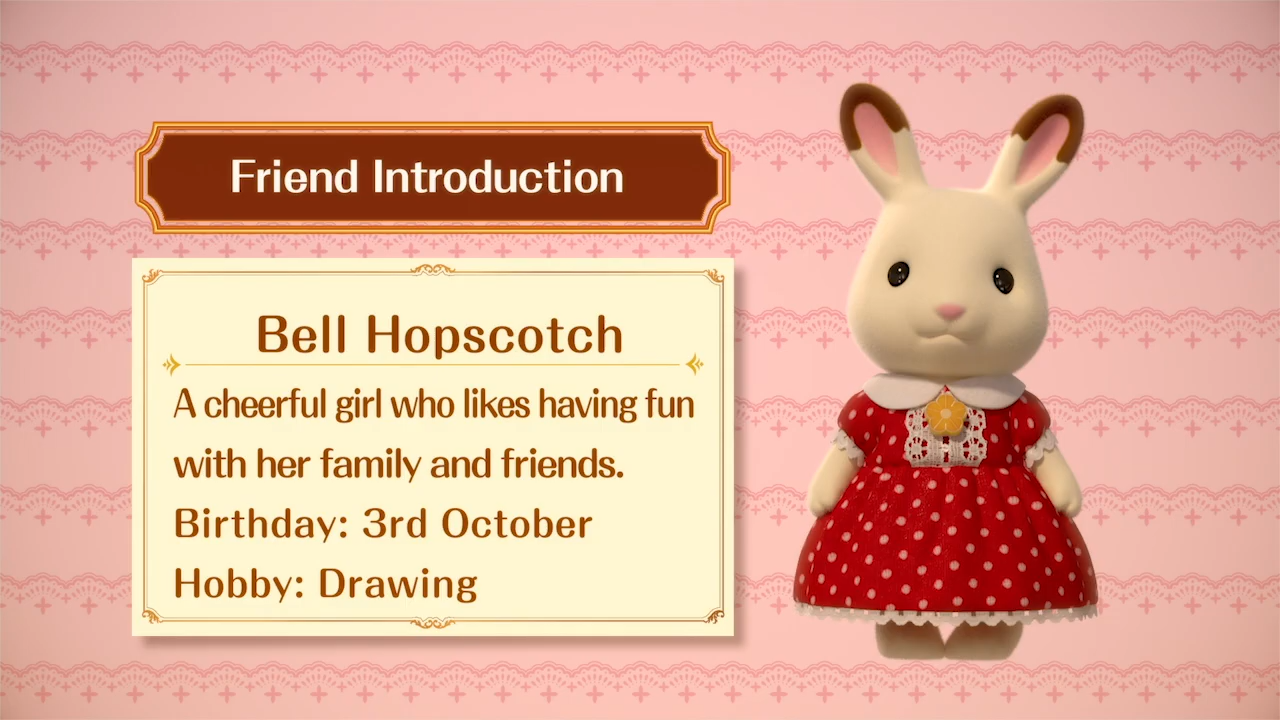 Friend Introduction
Bell Hopscotch
A cheerful girl who likes having fun
with her family and friends.
Birthday: 3rd October
Hobby: Drawing